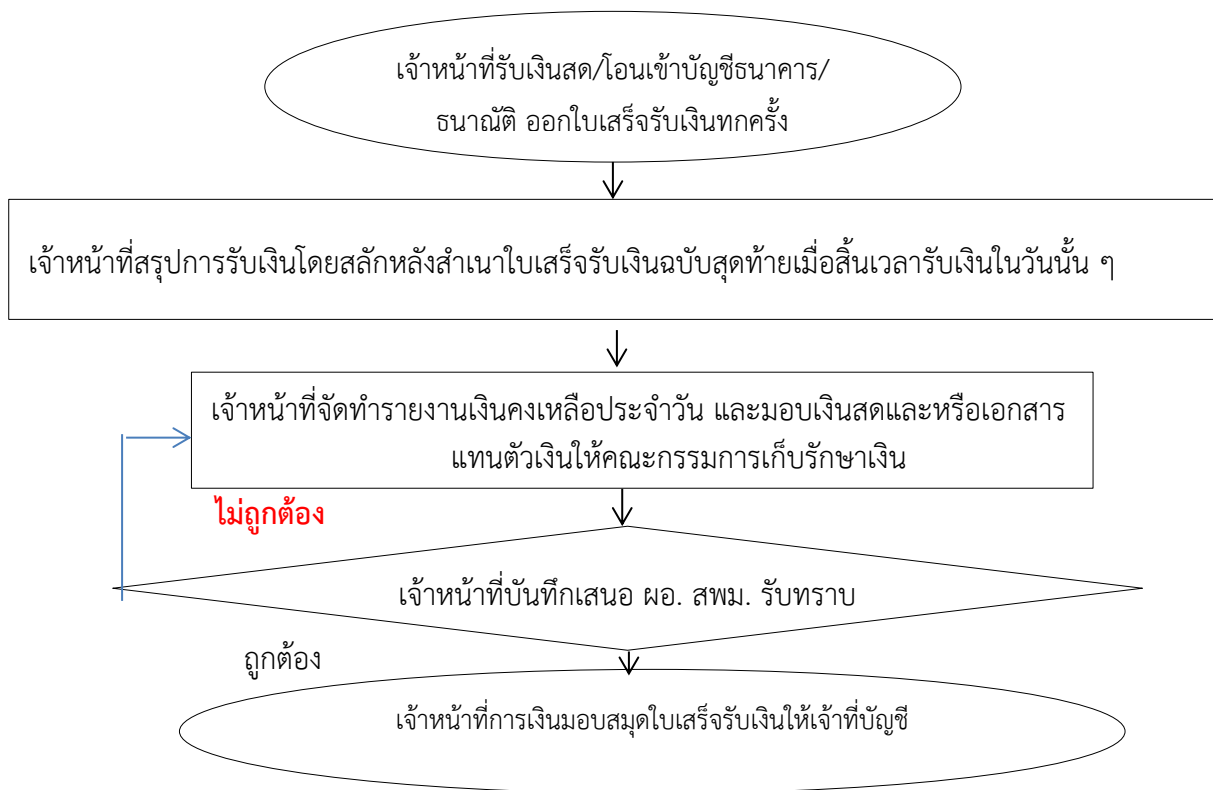 เจ้าหน้าที่รับเงินสด/โอนเข้าบัญชีธนาคาร/
ธนาณัติ ออกใบเสร็จรับเงินทกครั้ง
เจ้าหน้าที่สรุปการรับเงินโดยสลักหลังสำเนาใบเสร็จรับเงินฉบับสุดท้ายเมื่อสิ้นเวลารับเงินในวันนั้น ๆ
เจ้าหน้าที่จัดทำรายงานเงินคงเหลือประจำวัน และมอบเงินสดและหรือเอกสาร
แทนตัวเงินให้คณะกรรมการเก็บรักษาเงิน
ไม่ถูกต้อง
เจ้าหน้าที่บันทึกเสนอ ผอ. สพม. รับทราบ
ถูกต้อง
เจ้าหน้าที่การเงินมอบสมุดใบเสร็จรับเงินให้เจ้าที่บัญชี